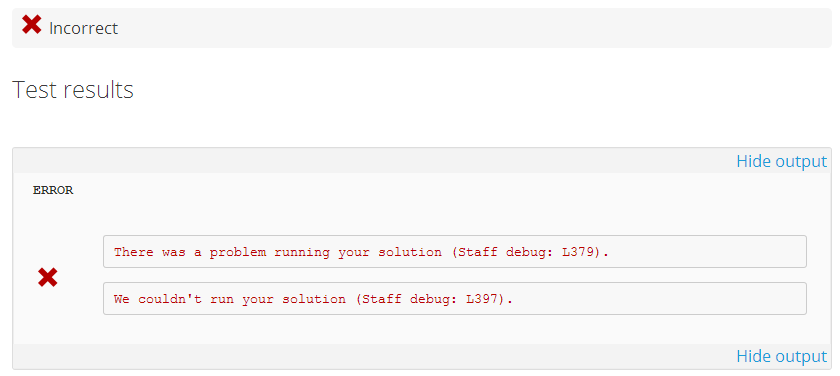 Incorrect
Test results
Hide output
ERROR
There was a problem running your solution (Staff debug: L379).
We couldn't run your solution (Staff debug: L397).
Hide output